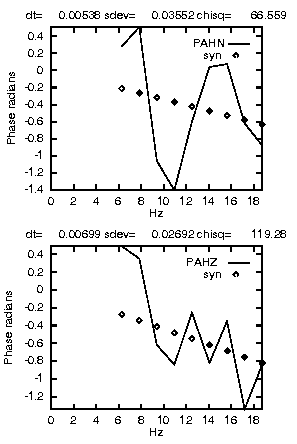 dt= 0.00538 sdev= 0.03552 chisq= 66.559
0.4
0.2
0
-0.2
-0.4
-0.6
-0.8
-1
-1.2
-1.4
Phase radians
PAHN
syn
0 2 4 6 8 10 12 14 16 18
Hz
dt= 0.00699 sdev= 0.02692 chisq= 119.28
0.4
0.2
0
-0.2
-0.4
-0.6
-0.8
-1
-1.2
Phase radians
PAHZ
syn
0 2 4 6 8 10 12 14 16 18
Hz